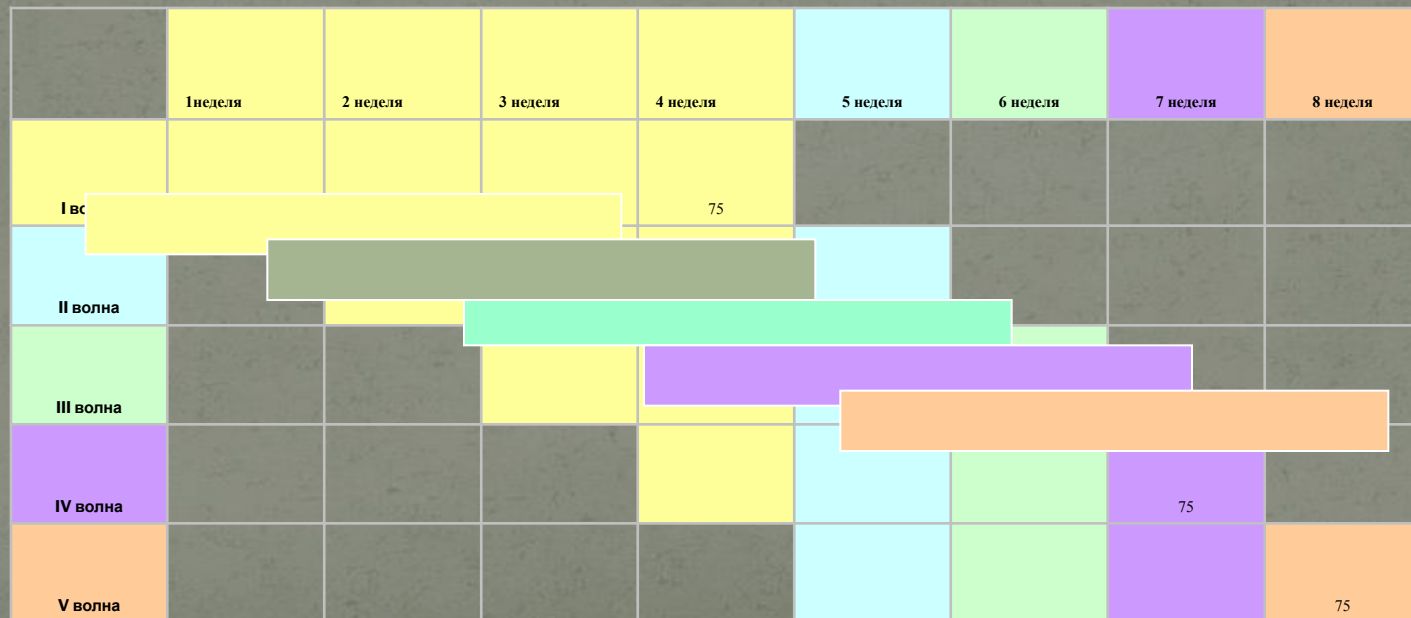 1неделя 2 неделя 3 неделя 4 неделя 5 неделя 6 неделя 7 неделя 8 неделя
I 75
II волна
III волна
IV волна 75
V волна 75